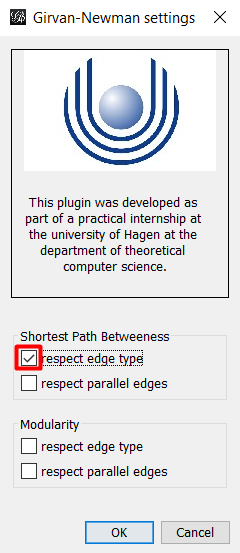 Girvan-Newman settings
This plugin was developed as
part of a practical internship at
the university of Hagen at the
department of theoretical
computer science.
Shortest Path Betweeness
respect edge type
respect parallel edges
Modularity
respect edge type
respect parallel edges
OK
Cancel